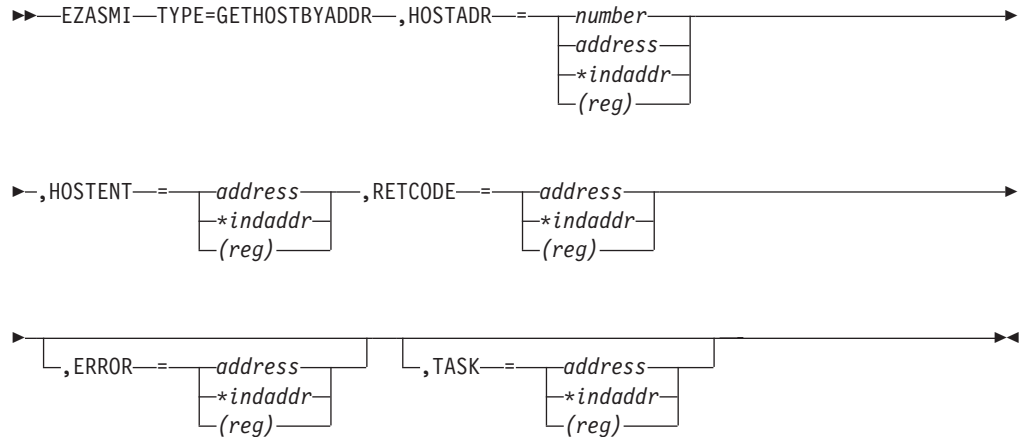 EZASMI TYPE=GETHOSTBYADDR ,HOSTADR = number
address
*indaddr
(reg)
,HOSTENT = address ,RETCODE = address
*indaddr *indaddr
(reg) (reg)
,ERROR = address ,TASK = address
*indaddr *indaddr
(reg) (reg)